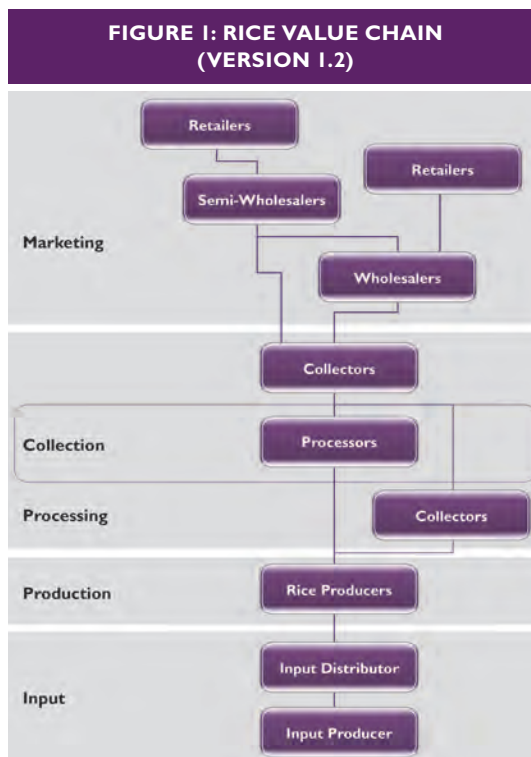 FIGURE 1: RICE VALUE CHAIN
(VERSION 1.2)
Retailers
Retailers
Semi-Wholesalers
Marketing
Wholesalers
Collectors
Collection
Processors
Processing
Collectors
Production
Rice Producers
Input Distributor
Input
Input Producer